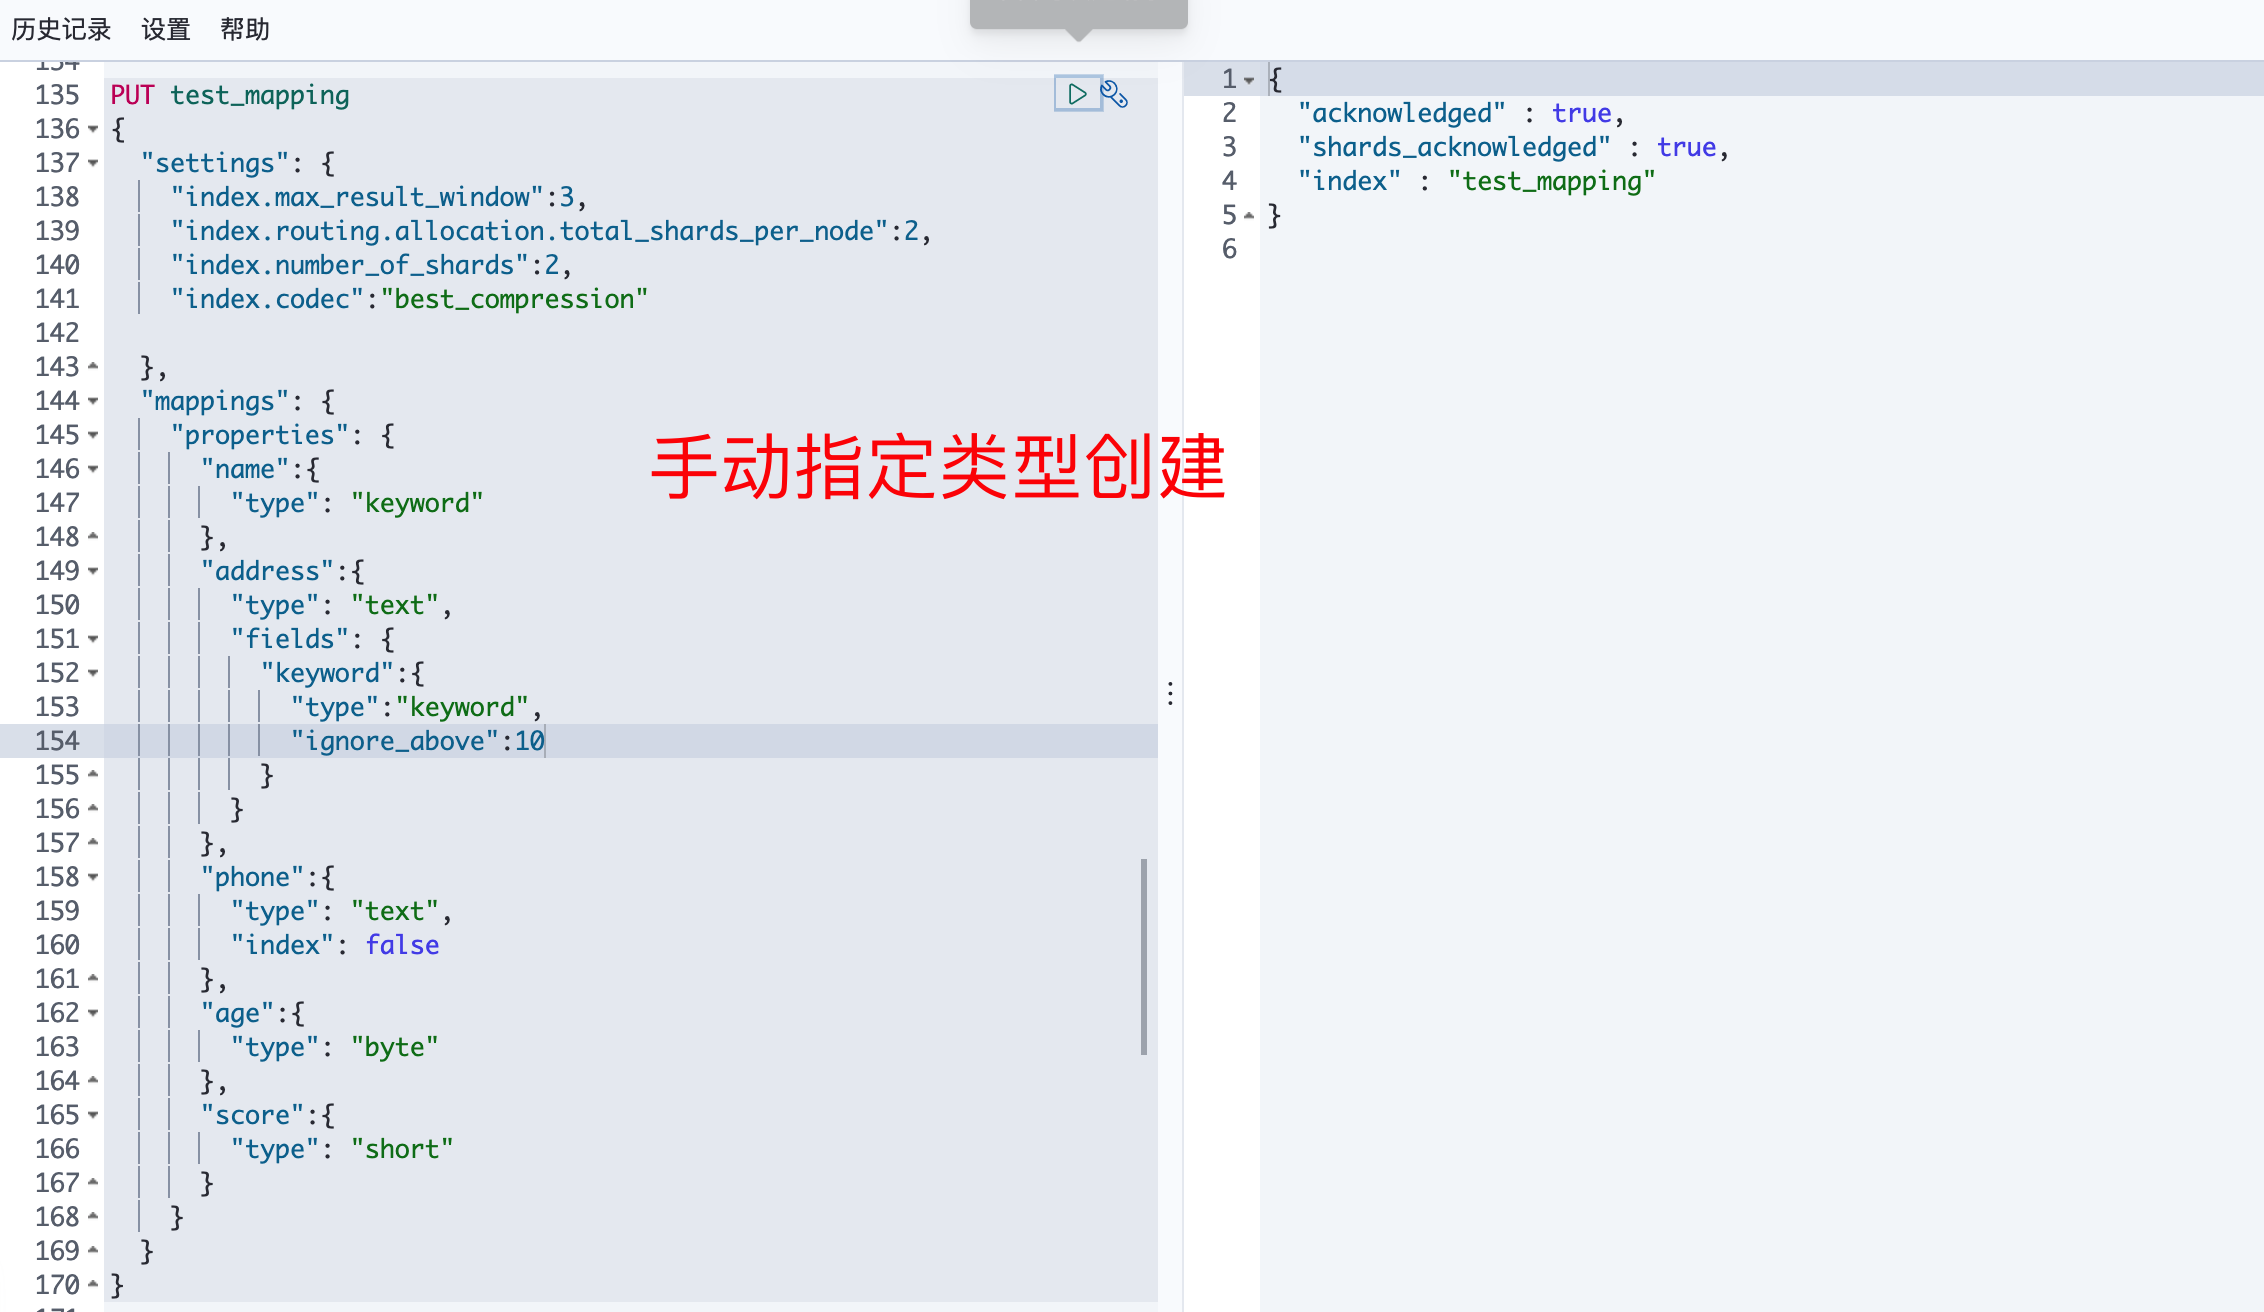 历史记录 设置 帮助
154
135 PUT test_mapping
136 {
137   "settings": {
138     "index.max_result_window":3,
139     "index.routing.allocation.total_shards_per_node":2,
140     "index.number_of_shards":2,
141     "index.codec":"best_compression"
142
143   },
144   "mappings": {
145     "properties": {
146       "name":{
147         "type": "keyword"
148       },
149       "address":{
150         "type": "text",
151         "fields": {
152           "keyword":{
153             "type":"keyword",
154             "ignore_above":10
155           }
156         }
157       },
158       "phone":{
159         "type": "text",
160         "index": false
161       },
162       "age":{
163         "type": "byte"
164       },
165       "score":{
166         "type": "short"
167       }
168     }
169   }
170 }
171
手动指定类型创建
1 {
2   "acknowledged" : true,
3   "shards_acknowledged" : true,
4   "index" : "test_mapping"
5 }
6